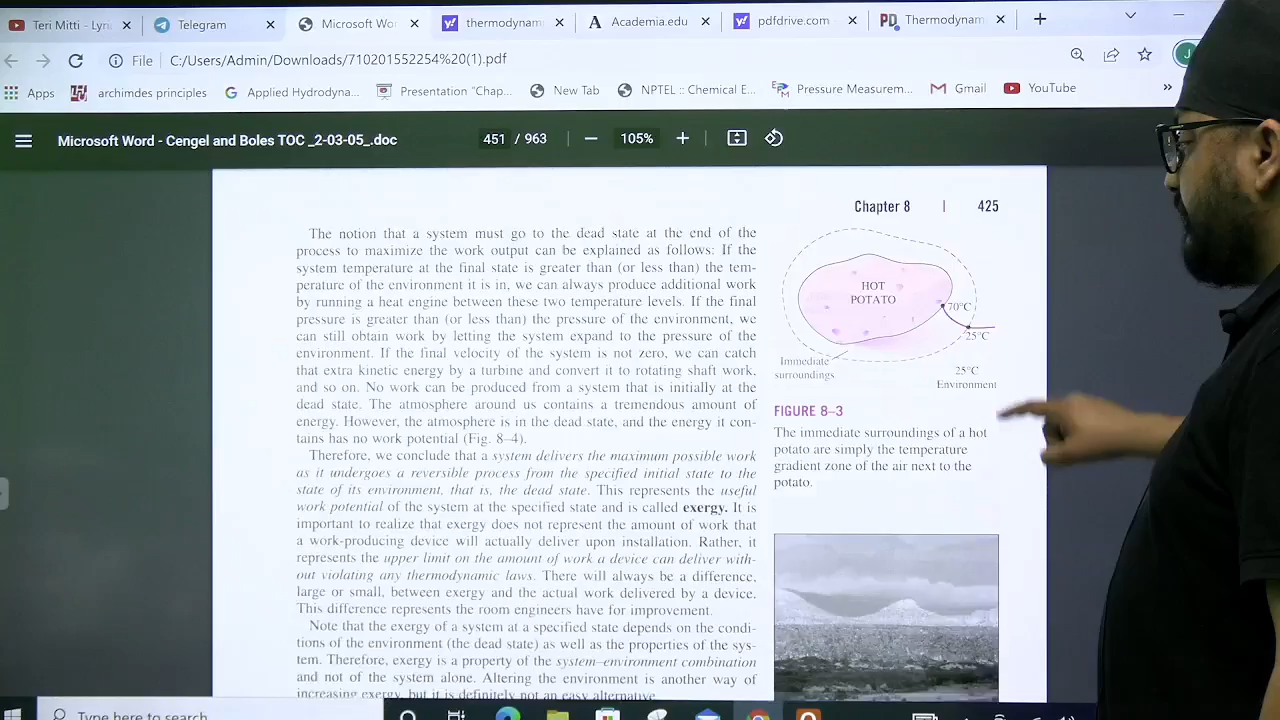 Teri Mitti - Lyn
Telegram
Microsoft Wo
thermodynam
Academia.edu
pdfdrive.com
Thermodynam
File
C:/Users/Admin/Downloads/710201552254%20(1).pdf
Apps
archimdes principles
Applied Hydrodyna...
Presentation "Chap...
New Tab
NPTEL :: Chemical E...
Pressure Measurem...
Gmail
YouTube
Microsoft Word - Cengel and Boles TOC _2-03-05_.doc
451 / 963
105%
Chapter 8 | 425
The notion that a system must go to the dead state at the end of the
process to maximize the work output can be explained as follows: If the
system temperature at the final state is greater than (or less than) the tem-
perature of the environment it is in, we can always produce additional work
by running a heat engine between these two temperature levels. If the final
pressure is greater than (or less than) the pressure of the environment, we
can still obtain work by letting the system expand to the pressure of the
environment. If the final velocity of the system is not zero, we can catch
that extra kinetic energy by a turbine and convert it to rotating shaft work,
and so on. No work can be produced from a system that is initially at the
dead state. The atmosphere around us contains a tremendous amount of
energy. However, the atmosphere is in the dead state, and the energy it con-
tains has no work potential (Fig. 8–4).
Therefore, we conclude that a system delivers the maximum possible work
as it undergoes a reversible process from the specified initial state to the
state of its environment, that is, the dead state. This represents the useful
work potential of the system at the specified state and is called exergy. It is
important to realize that exergy does not represent the amount of work that
a work-producing device will actually deliver upon installation. Rather, it
represents the upper limit on the amount of work a device can deliver with-
out violating any thermodynamic laws. There will always be a difference,
large or small, between exergy and the actual work delivered by a device.
This difference represents the room engineers have for improvement.
Note that the exergy of a system at a specified state depends on the condi-
tions of the environment (the dead state) as well as the properties of the sys-
tem. Therefore, exergy is a property of the system–environment combination
and not of the system alone. Altering the environment is another way of
increasing exergy, but it is definitely not an easy alternative.
HOT
POTATO
70°C
25°C
Immediate
surroundings
25°C
Environment
FIGURE 8–3
The immediate surroundings of a hot
potato are simply the temperature
gradient zone of the air next to the
potato.
Type here to search